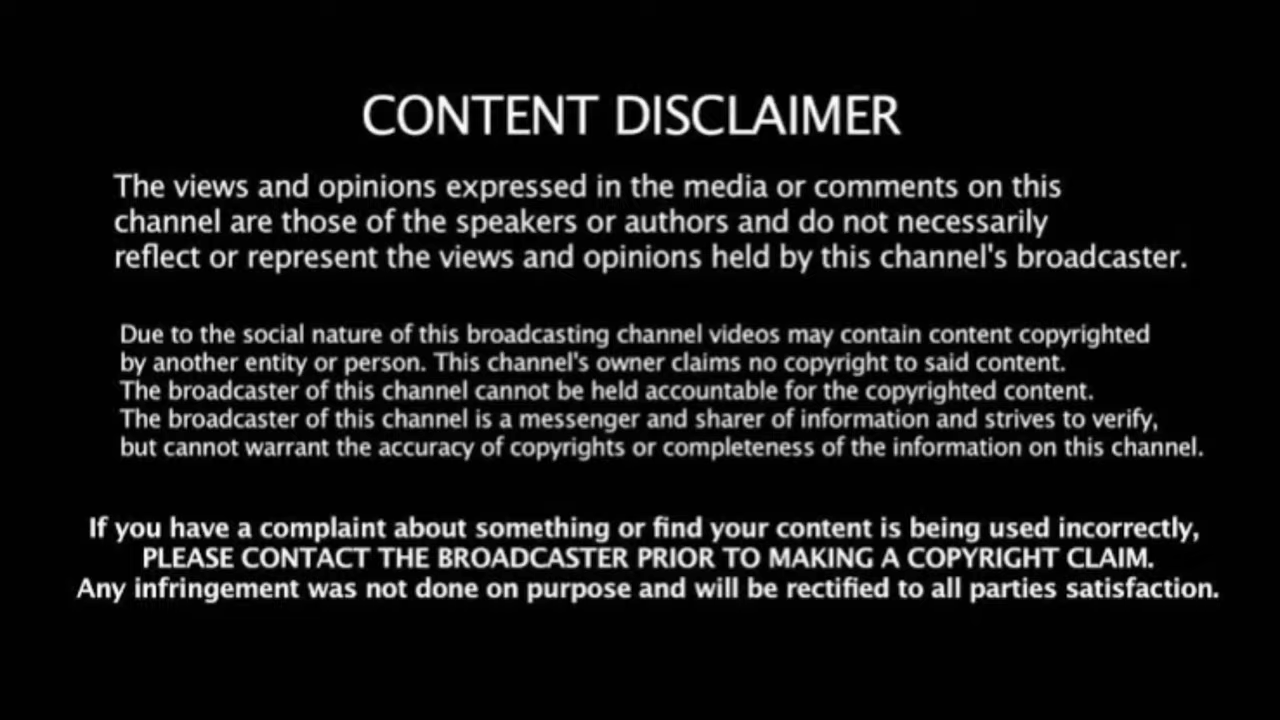 CONTENT DISCLAIMER
The views and opinions expressed in the media or comments on this
channel are those of the speakers or authors and do not necessarily
reflect or represent the views and opinions held by this channel's broadcaster.
Due to the social nature of this broadcasting channel videos may contain content copyrighted
by another entity or person. This channel's owner claims no copyright to said content.
The broadcaster of this channel cannot be held accountable for the copyrighted content.
The broadcaster of this channel is a messenger and sharer of information and strives to verify,
but cannot warrant the accuracy of copyrights or completeness of the information on this channel.
If you have a complaint about something or find your content is being used incorrectly,
PLEASE CONTACT THE BROADCASTER PRIOR TO MAKING A COPYRIGHT CLAIM.
Any infringement was not done on purpose and will be rectified to all parties satisfaction.